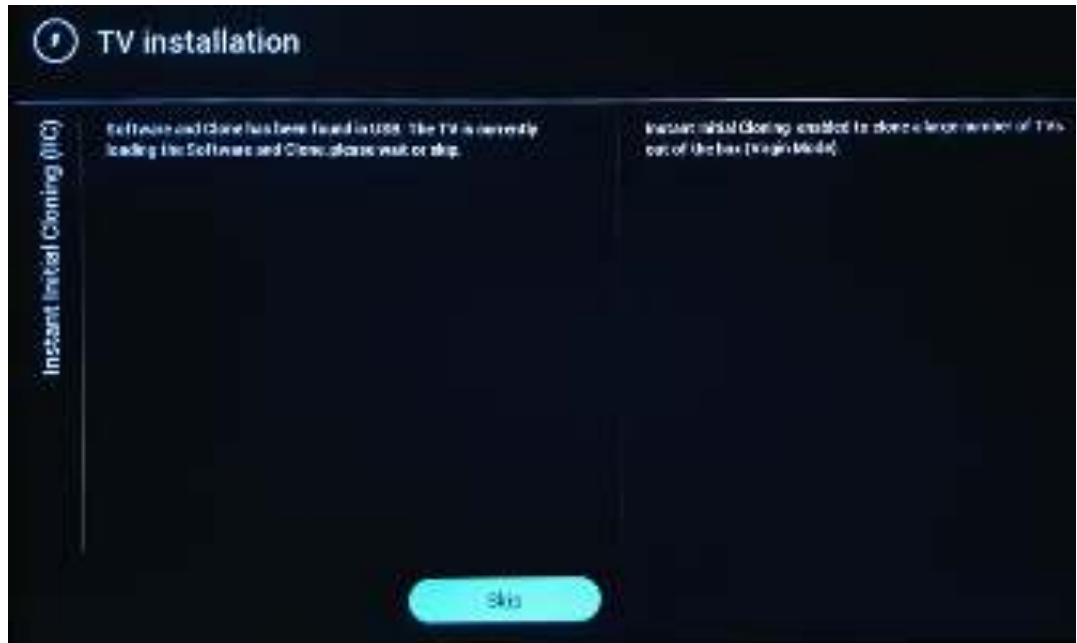 TV installation
Instant Initial Cloning (IIC)
Software and Clone has been found in USB. The TV is currently
loading the Software and Clone, please wait or skip.
Instant Initial Cloning enabled to clone a large number of TVs
out of the box (Virgin Mode)
Skip